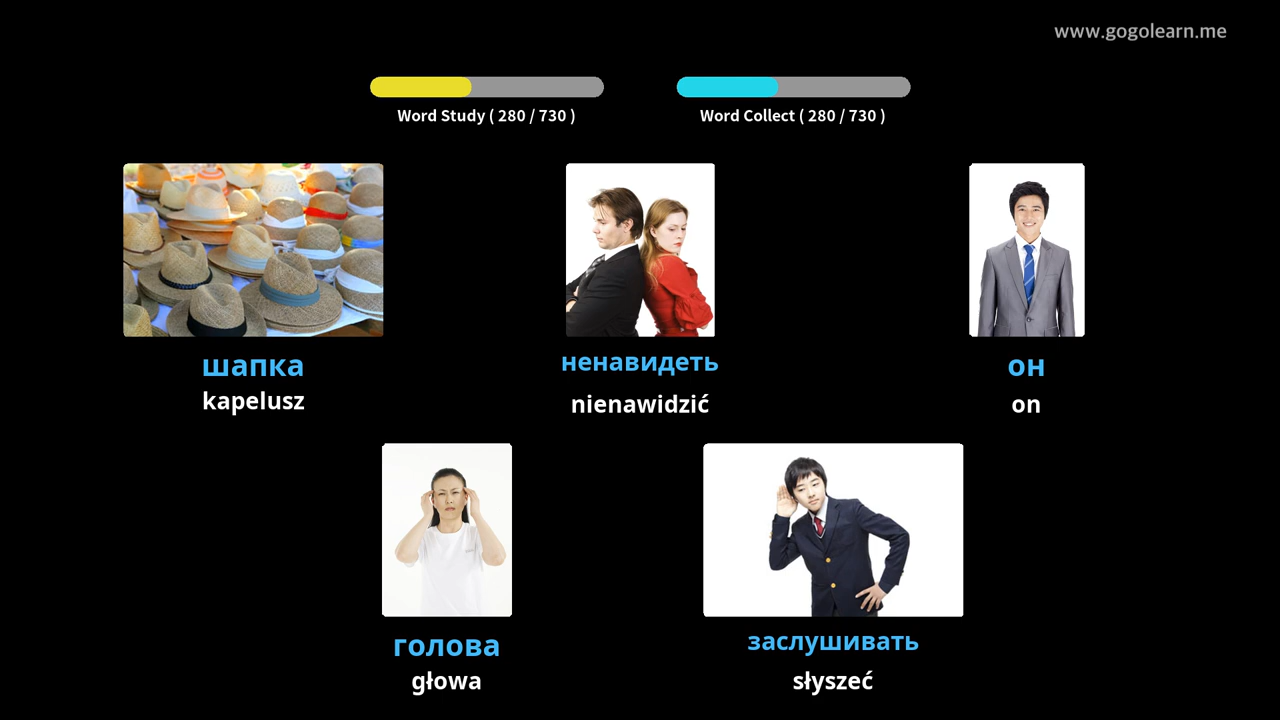 www.gogolearn.me
Word Study ( 280 / 730 )
Word Collect ( 280 / 730 )
шапка
kapelusz
ненавидеть
nienawidzić
он
on
голова
głowa
заслушивать
słyszeć